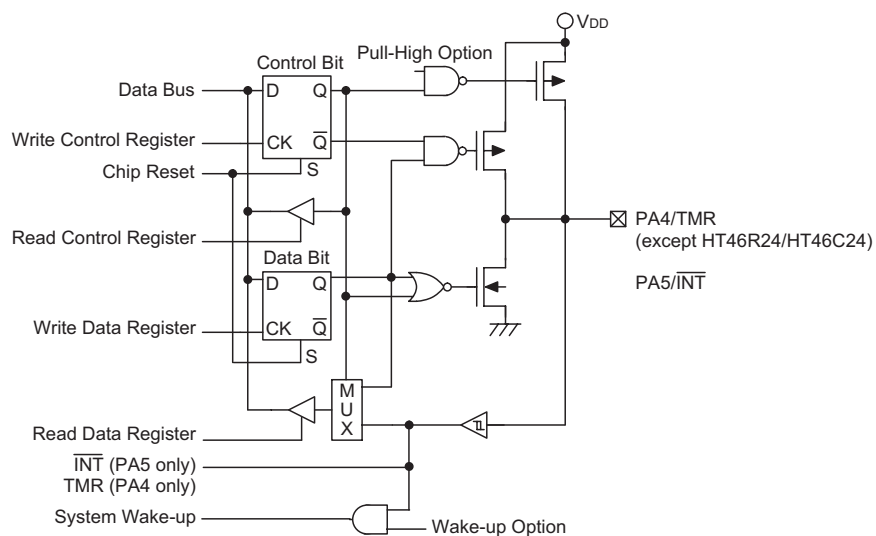 VDD
Pull-High Option
Control Bit
Data Bus
D Q
Write Control Register
CK Q̅
Chip Reset
S
PA4/TMR
(except HT46R24/HT46C24)
Read Control Register
Data Bit
D Q
PA5/I̅N̅T̅
Write Data Register
CK Q̅
S
M
U
X
Read Data Register
I̅N̅T̅ (PA5 only)
TMR (PA4 only)
System Wake-up
Wake-up Option